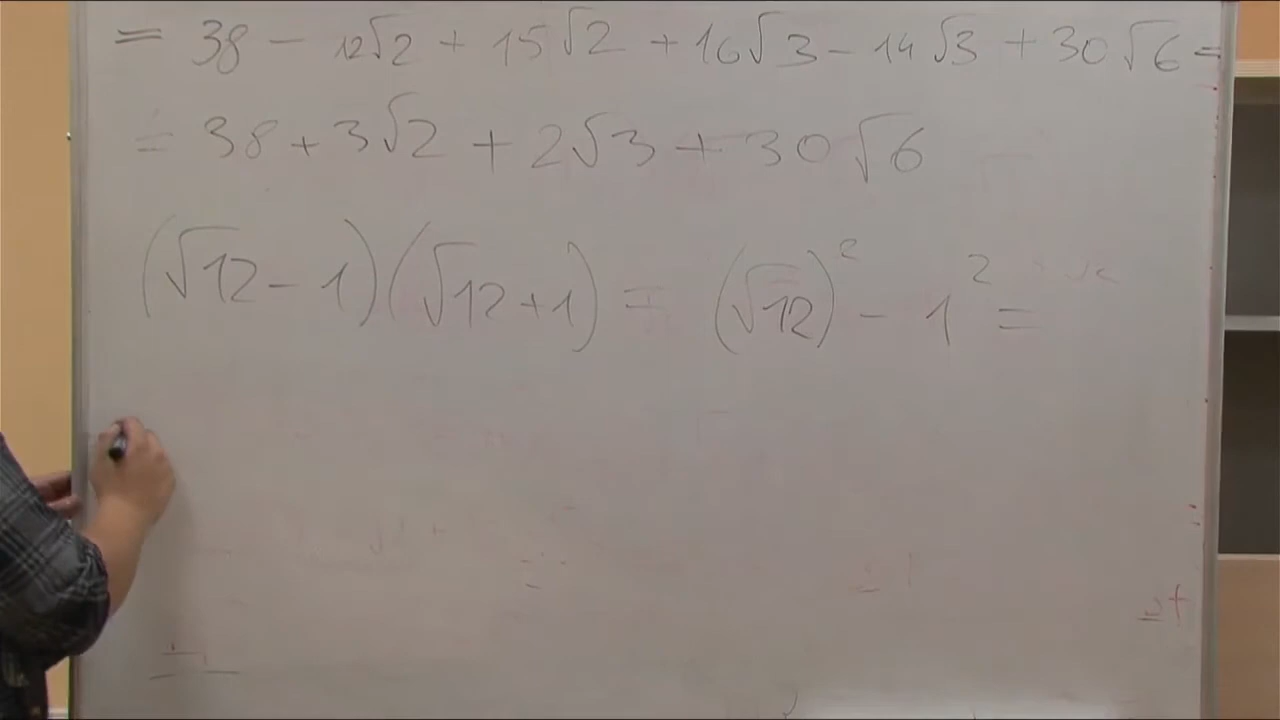 = 38 - 12√2 + 15√2 + 16√3 - 14√3 + 30√6 =
= 38 + 3√2 + 2√3 + 30√6
(√12 - 1)(√12 + 1) = (√12)² - 1² =